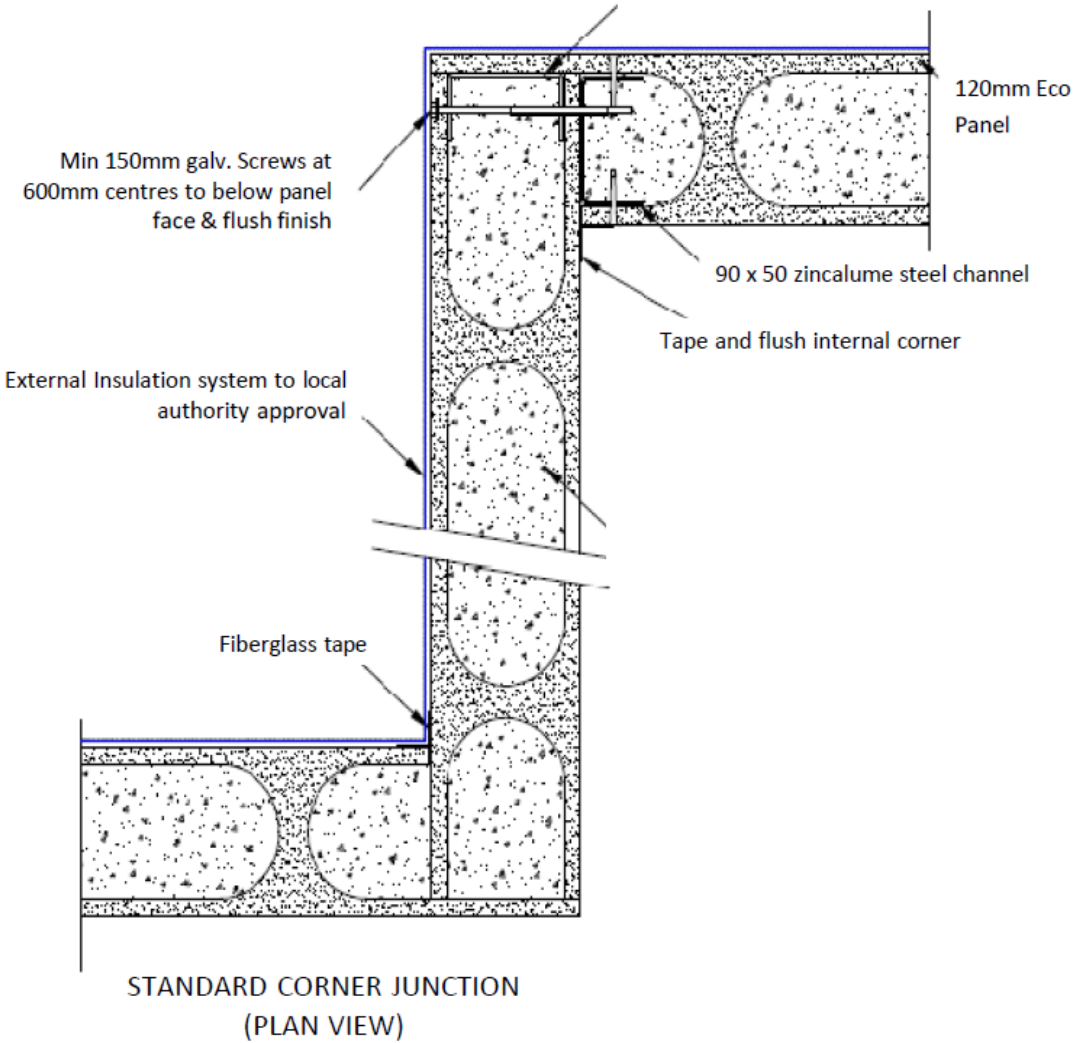 120mm Eco
Panel
Min 150mm galv. Screws at
600mm centres to below panel
face & flush finish
90 x 50 zincalume steel channel
Tape and flush internal corner
External Insulation system to local
authority approval
Fiberglass tape
STANDARD CORNER JUNCTION
(PLAN VIEW)